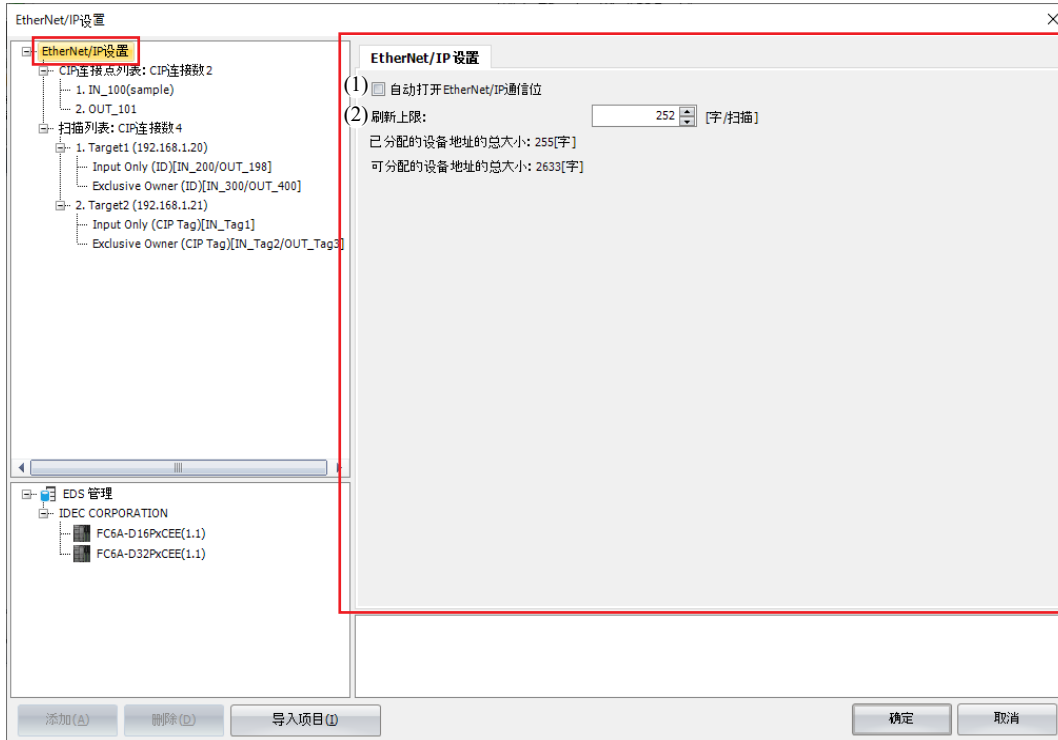 EtherNet/IP设置
EtherNet/IP设置
CIP连接点列表: CIP连接数2
1. IN_100(sample)
2. OUT_101
扫描列表: CIP连接数4
1. Target1 (192.168.1.20)
Input Only (ID)[IN_200/OUT_198]
Exclusive Owner (ID)[IN_300/OUT_400]
2. Target2 (192.168.1.21)
Input Only (CIP Tag)[IN_Tag1]
Exclusive Owner (CIP Tag)[IN_Tag2/OUT_Tag3]
EDS 管理
IDEC CORPORATION
FC6A-D16PxCEE(1.1)
FC6A-D32PxCEE(1.1)
EtherNet/IP 设置
(1) 自动打开EtherNet/IP通信位
(2) 刷新上限: 252 [字/扫描]
已分配的设备地址的总大小: 255[字]
可分配的设备地址的总大小: 2633[字]
添加(A) 删除(D) 导入项目(I) 确定 取消